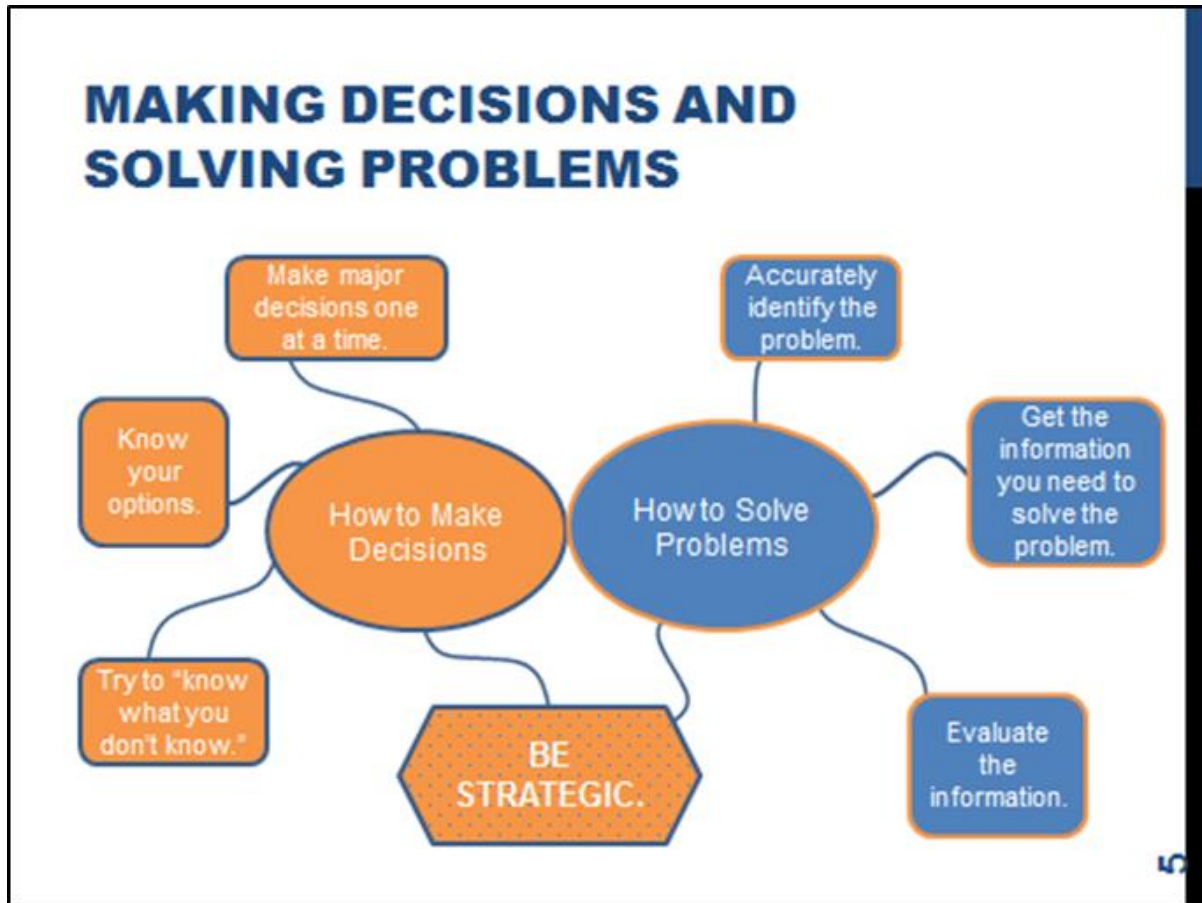 MAKING DECISIONS AND
SOLVING PROBLEMS
Make major
decisions one
at a time.
Know
your
options.
Try to “know
what you
don't know.”
How to Make
Decisions
How to Solve
Problems
BE
STRATEGIC.
Accurately
identify the
problem.
Get the
information
you need to
solve the
problem.
Evaluate
the
information.
5